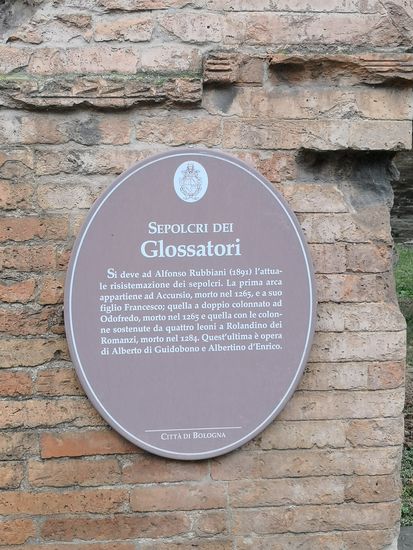 Sepolcri dei
Glossatori
Si deve ad Alfonso Rubbiani (1891) l'attua-
le risistemazione dei sepolcri. La prima arca
appartiene ad Accursio, morto nel 1263, e a suo
figlio Francesco; quella a doppio colonnato ad
Odofredo, morto nel 1265 e quella con le colon-
ne sostenute da quattro leoni a Rolandino dei
Romanzi, morto nel 1284. Quest'ultima è opera
di Alberto di Guidobono e Albertino d'Enrico.
Città di Bologna